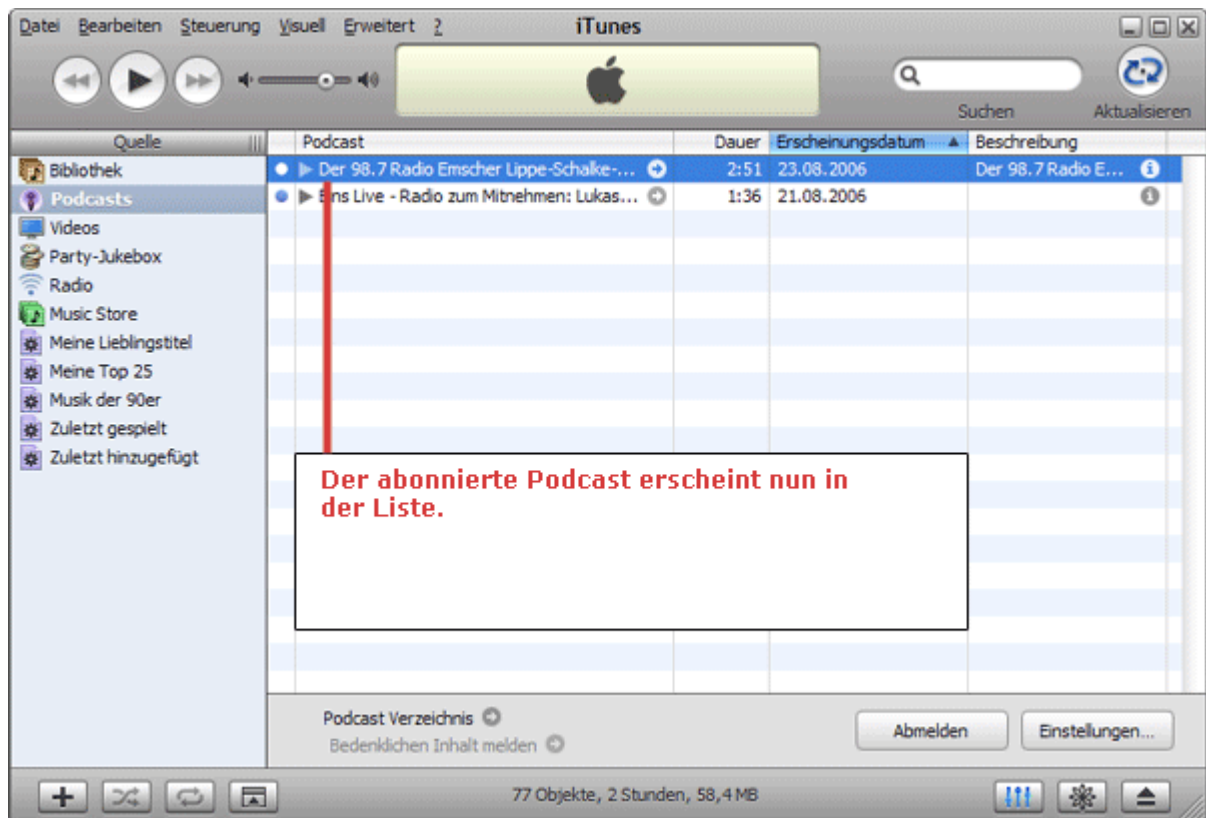 Datei Bearbeiten Steuerung Visuell Erweitert ? iTunes
Suchen Aktualisieren
Quelle Podcast Dauer Erscheinungsdatum Beschreibung
Bibliothek
Podcasts
Videos
Party-Jukebox
Radio
Music Store
Meine Lieblingstitel
Meine Top 25
Musik der 90er
Zuletzt gespielt
Zuletzt hinzugefügt
Der 98.7 Radio Emscher Lippe-Schalke-... 2:51 23.08.2006 Der 98.7 Radio E...
Eins Live - Radio zum Mitnehmen: Lukas... 1:36 21.08.2006
Der abonnierte Podcast erscheint nun in
der Liste.
Podcast Verzeichnis
Bedenklichen Inhalt melden
Abmelden Einstellungen...
77 Objekte, 2 Stunden, 58,4 MB